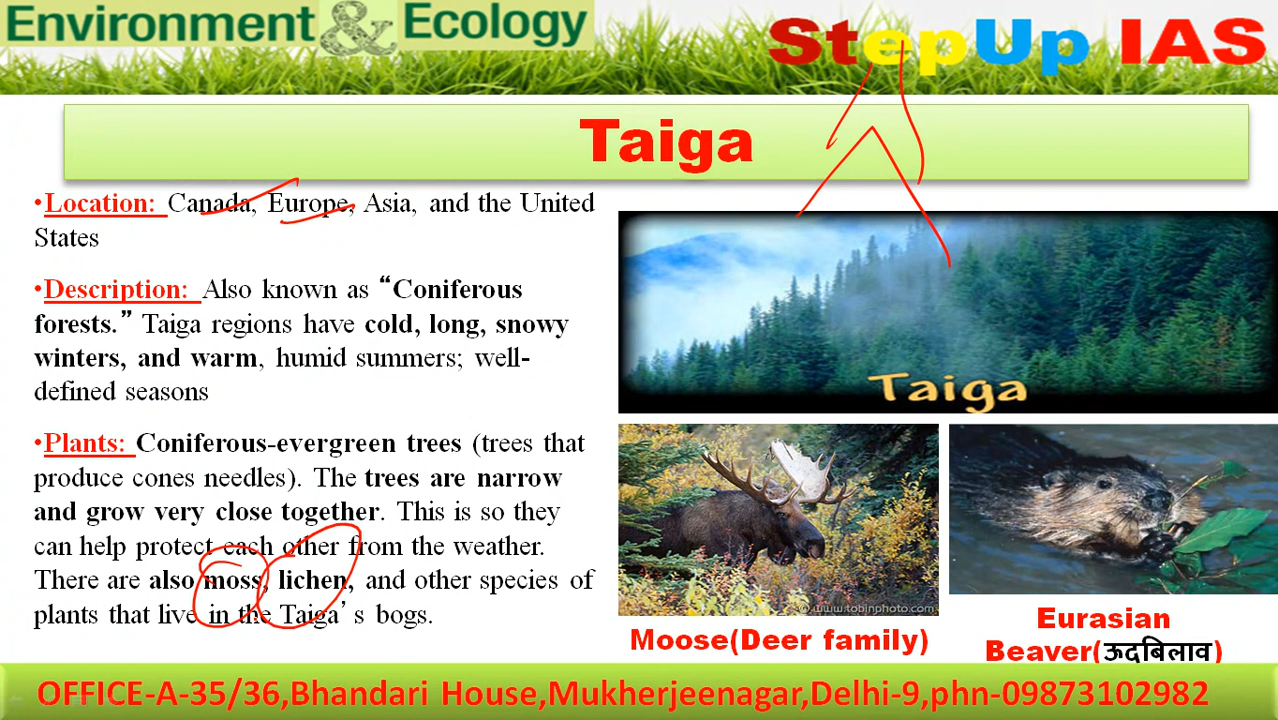 Environment & Ecology
StepUp IAS
Taiga
•Location: Canada, Europe, Asia, and the United
States
•Description: Also known as “Coniferous
forests.” Taiga regions have cold, long, snowy
winters, and warm, humid summers; well-
defined seasons
•Plants: Coniferous-evergreen trees (trees that
produce cones needles). The trees are narrow
and grow very close together. This is so they
can help protect each other from the weather.
There are also moss, lichen, and other species of
plants that live in the Taiga’s bogs.
Taiga
© www.tobinphoto.com
Moose(Deer family)
Eurasian
Beaver(ऊदबिलाव)
OFFICE-A-35/36,Bhandari House,Mukherjeenagar,Delhi-9,phn-09873102982